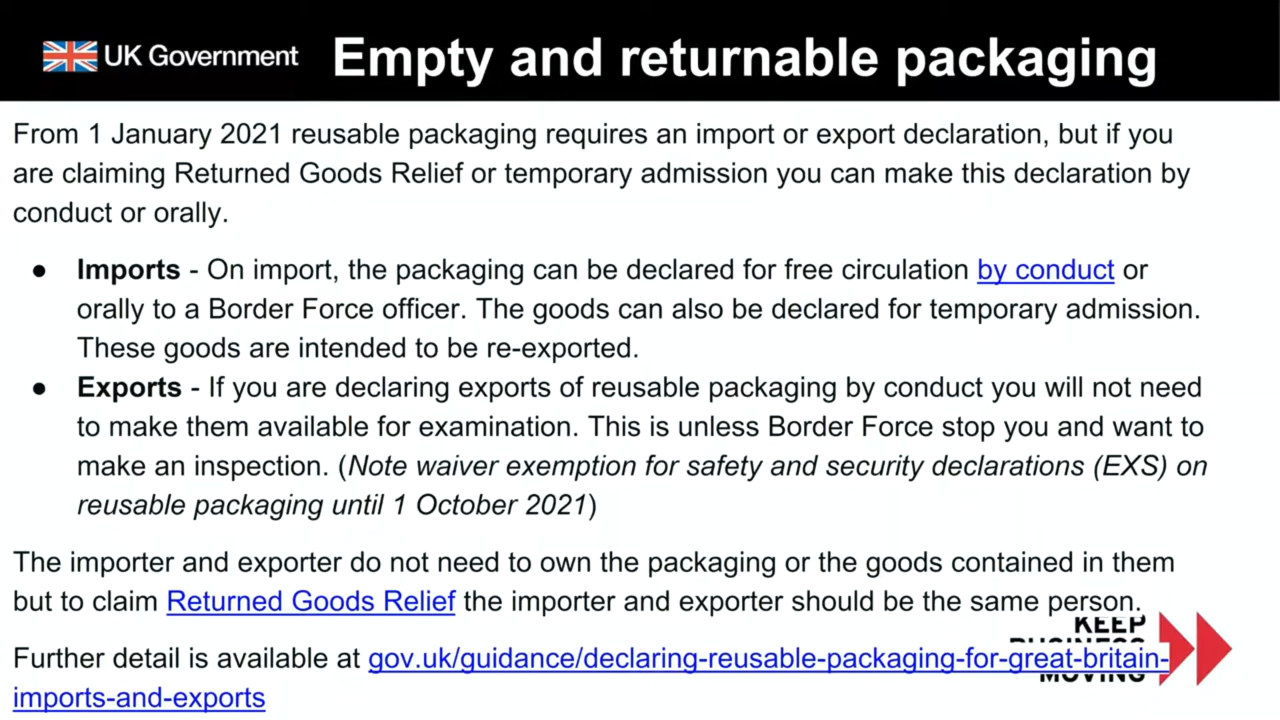 UK Government
Empty and returnable packaging
From 1 January 2021 reusable packaging requires an import or export declaration, but if you
are claiming Returned Goods Relief or temporary admission you can make this declaration by
conduct or orally.
● Imports - On import, the packaging can be declared for free circulation by conduct or
orally to a Border Force officer. The goods can also be declared for temporary admission.
These goods are intended to be re-exported.
● Exports - If you are declaring exports of reusable packaging by conduct you will not need
to make them available for examination. This is unless Border Force stop you and want to
make an inspection. (Note waiver exemption for safety and security declarations (EXS) on
reusable packaging until 1 October 2021)
The importer and exporter do not need to own the packaging or the goods contained in them
but to claim Returned Goods Relief the importer and exporter should be the same person.
KEEP
BUSINESS
MOVING
Further detail is available at gov.uk/guidance/declaring-reusable-packaging-for-great-britain-
imports-and-exports